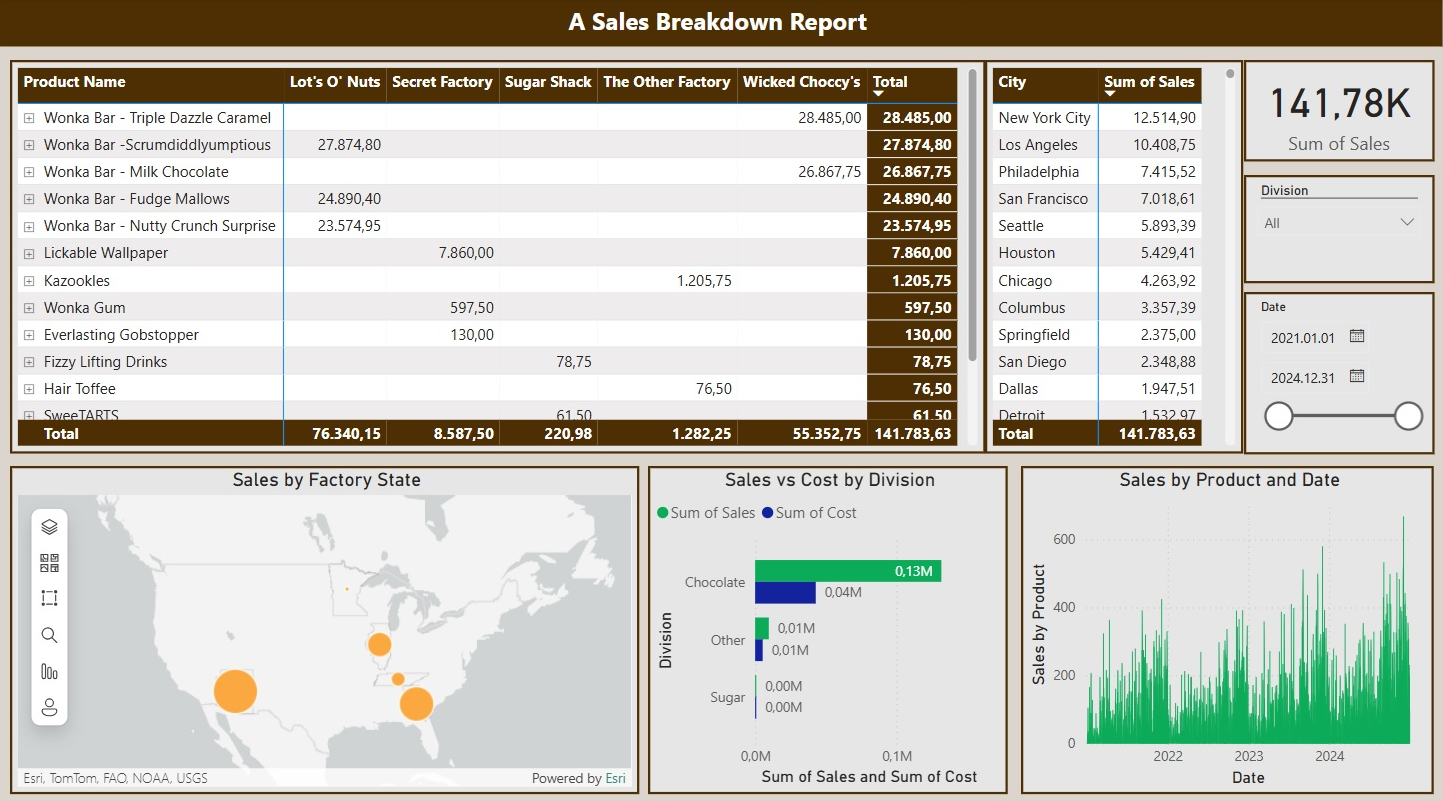 A Sales Breakdown Report
Product Name Lot's O' Nuts Secret Factory Sugar Shack The Other Factory Wicked Choccy's Total
Wonka Bar - Triple Dazzle Caramel 28.485,00 28.485,00
Wonka Bar -Scrumdiddlyumptious 27.874,80 27.874,80
Wonka Bar - Milk Chocolate 26.867,75 26.867,75
Wonka Bar - Fudge Mallows 24.890,40 24.890,40
Wonka Bar - Nutty Crunch Surprise 23.574,95 23.574,95
Lickable Wallpaper 7.860,00 7.860,00
Kazookles 1.205,75 1.205,75
Wonka Gum 597,50 597,50
Everlasting Gobstopper 130,00 130,00
Fizzy Lifting Drinks 78,75 78,75
Hair Toffee 76,50 76,50
SweeTARTS 61,50 61,50
Total 76.340,15 8.587,50 220,98 1.282,25 55.352,75 141.783,63
City Sum of Sales
New York City 12.514,90
Los Angeles 10.408,75
Philadelphia 7.415,52
San Francisco 7.018,61
Seattle 5.893,39
Houston 5.429,41
Chicago 4.263,92
Columbus 3.357,39
Springfield 2.375,00
San Diego 2.348,88
Dallas 1.947,51
Detroit 1.532,97
Total 141.783,63
141,78K
Sum of Sales
Division
All
Date
2021.01.01
2024.12.31
Sales by Factory State
Esri, TomTom, FAO, NOAA, USGS Powered by Esri
Sales vs Cost by Division
Sum of Sales Sum of Cost
Division
Chocolate 0,13M
0,04M
Other 0,01M
0,01M
Sugar 0,00M
0,00M
0,0M 0,1M
Sum of Sales and Sum of Cost
Sales by Product and Date
Sales by Product
600
400
200
0
2022 2023 2024
Date